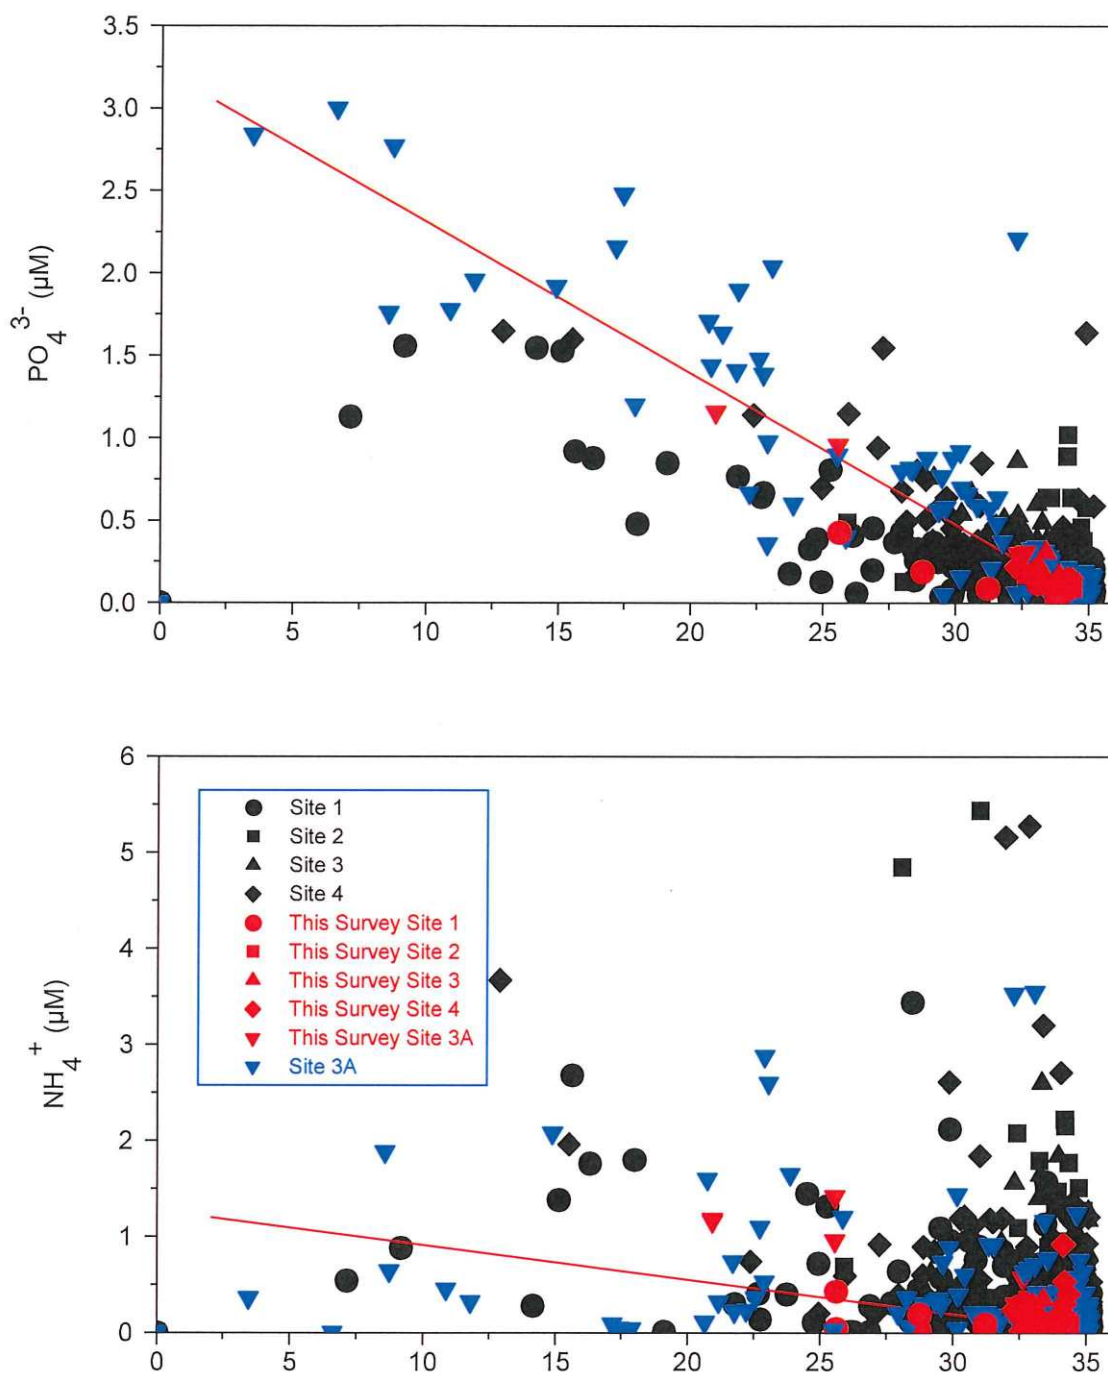 3.5
3.0
2.5
2.0
1.5
1.0
0.5
0.0
PO4 3- (µM)
0 5 10 15 20 25 30 35
6
5
4
3
2
1
0
NH4 + (µM)
Site 1
Site 2
Site 3
Site 4
This Survey Site 1
This Survey Site 2
This Survey Site 3
This Survey Site 4
This Survey Site 3A
Site 3A
0 5 10 15 20 25 30 35